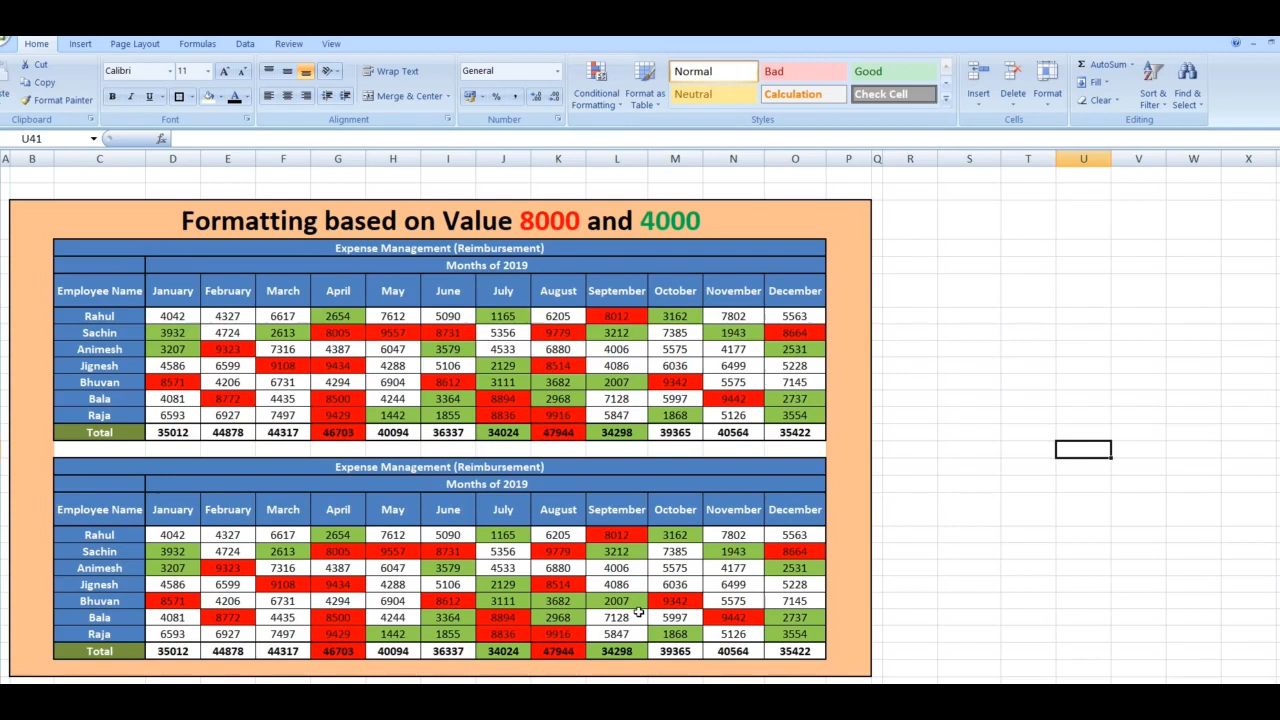 Home Insert Page Layout Formulas Data Review View
Cut
Copy
Format Painter
Clipboard
Calibri 11
B I U A
Font
Wrap Text
Merge & Center
Alignment
General
% ,
Number
Conditional Formatting
Format as Table
Normal Bad Good
Neutral Calculation Check Cell
Styles
Insert Delete Format
Cells
Σ AutoSum
Fill
Clear
Sort & Filter
Find & Select
Editing
U41 fx
A B C D E F G H I J K L M N O P Q R S T U V W X
Formatting based on Value 8000 and 4000
Expense Management (Reimbursement)
Months of 2019
Employee Name January February March April May June July August September October November December
Rahul 4042 4327 6617 2654 7612 5090 1165 6205 8012 3162 7802 5563
Sachin 3932 4724 2613 8005 9557 8731 5356 9779 3212 7385 1943 8664
Animesh 3207 9323 7316 4387 6047 3579 4533 6880 4006 5575 4177 2531
Jignesh 4586 6599 9108 9434 4288 5106 2129 8514 4086 6036 6499 5228
Bhuvan 8571 4206 6731 4294 6904 8612 3111 3682 2007 9342 5575 7145
Bala 4081 8772 4435 8500 4244 3364 8894 2968 7128 5997 9442 2737
Raja 6593 6927 7497 9429 1442 1855 8836 9916 5847 1868 5126 3554
Total 35012 44878 44317 46703 40094 36337 34024 47944 34298 39365 40564 35422
Expense Management (Reimbursement)
Months of 2019
Employee Name January February March April May June July August September October November December
Rahul 4042 4327 6617 2654 7612 5090 1165 6205 8012 3162 7802 5563
Sachin 3932 4724 2613 8005 9557 8731 5356 9779 3212 7385 1943 8664
Animesh 3207 9323 7316 4387 6047 3579 4533 6880 4006 5575 4177 2531
Jignesh 4586 6599 9108 9434 4288 5106 2129 8514 4086 6036 6499 5228
Bhuvan 8571 4206 6731 4294 6904 8612 3111 3682 2007 9342 5575 7145
Bala 4081 8772 4435 8500 4244 3364 8894 2968 7128 5997 9442 2737
Raja 6593 6927 7497 9429 1442 1855 8836 9916 5847 1868 5126 3554
Total 35012 44878 44317 46703 40094 36337 34024 47944 34298 39365 40564 35422